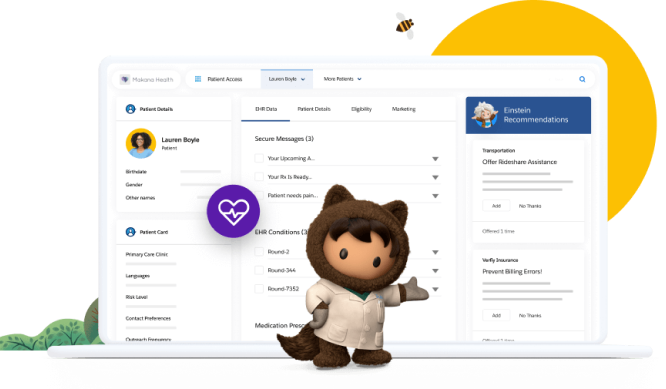 Makana Health
Patient Access
Lauren Boyle
More Patients
Patient Details
Lauren Boyle
Patient
Birthdate
Gender
Other names
Patient Card
Primary Care Clinic
Languages
Risk Level
Contact Preferences
Outreach Frequency
EHR Data
Patient Details
Eligibility
Marketing
Secure Messages (3)
Your Upcoming A...
Your Rx Is Ready...
Patient needs pain...
EHR Conditions (3
Round-2
Round-344
Round-7352
Medication Presc
Einstein
Recommendations
Transportation
Offer Rideshare Assistance
Add
No Thanks
Offered 1 time
Verify Insurance
Prevent Billing Errors!
Add
No Thanks
Offered 1 time